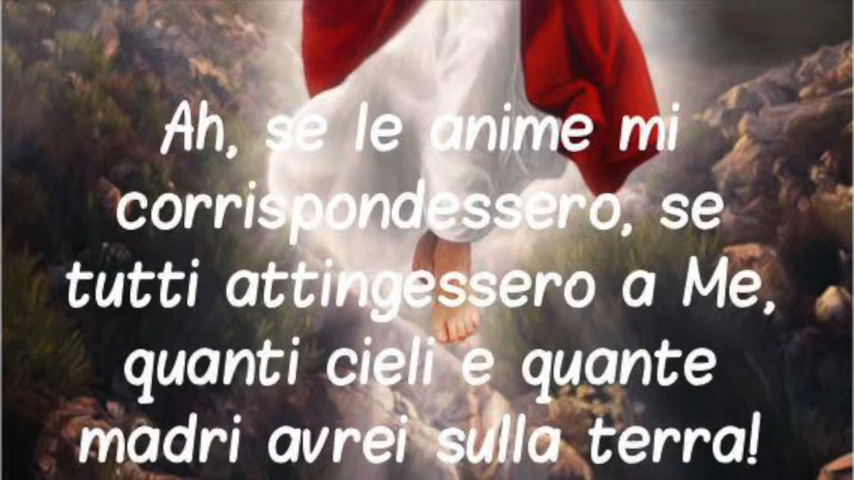 Ah, se le anime mi
corrispondessero, se
tutti attingessero a Me,
quanti cieli e quante
madri avrei sulla terra!